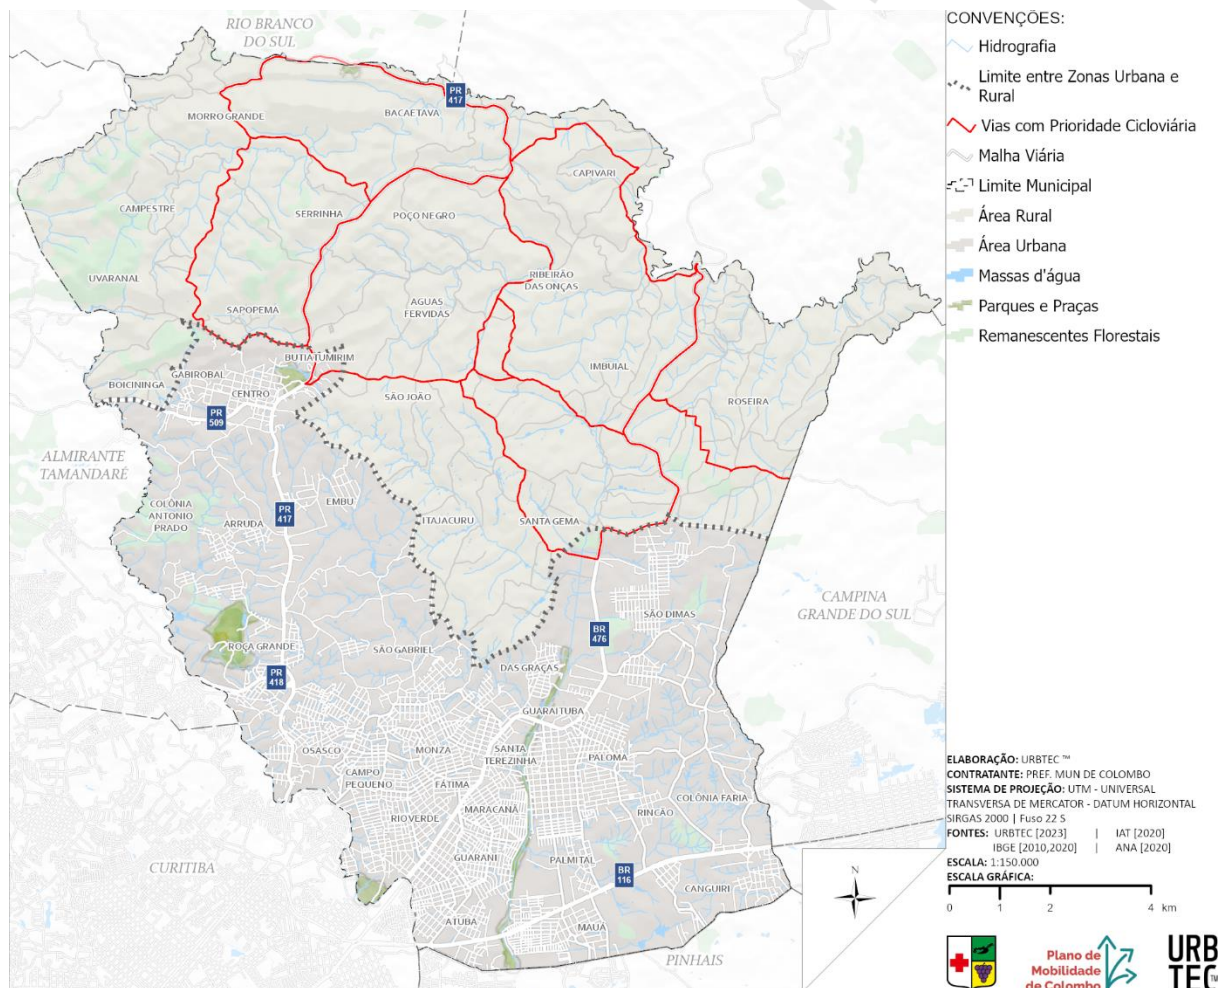 RIO BRANCO
DO SUL
PR
417
MORRO GRANDE
BACAETAVA
CAPIVARI
CAMPESTRE
SERRINHA
POÇO NEGRO
UVARANAL
RIBEIRÃO
DAS ONÇAS
SAPOPEMA
AGUAS
FERVIDAS
BUTIATUMIRIM
GABIROBAL
IMBUIAL
BOICININGA
CENTRO
SÃO JOÃO
ROSEIRA
PR
509
ALMIRANTE
TAMANDARÉ
COLÔNIA
ANTONIO
PRADO
EMBU
PR
417
ARRUDA
ITAJACURU
SANTA GEMA
CAMPINA
GRANDE DO SUL
SÃO DIMAS
BR
476
ROÇA GRANDE
SÃO GABRIEL
PR
418
DAS GRAÇAS
GUARAITUBA
OSASCO
MONZA
SANTA
TEREZINHA
PALOMA
CAMPO
PEQUENO
FÁTIMA
COLÔNIA FARIA
MARACANÃ
RIO VERDE
RINCÃO
GUARANI
PALMITAL
CURITIBA
BR
116
CANGUIRI
ATUBA
MAUÁ
PINHAIS
N
CONVENÇÕES:
Hidrografia
Limite entre Zonas Urbana e
Rural
Vias com Prioridade Cicloviária
Malha Viária
Limite Municipal
Área Rural
Área Urbana
Massas d'água
Parques e Praças
Remanescentes Florestais
ELABORAÇÃO: URBTEC ™
CONTRATANTE: PREF. MUN DE COLOMBO
SISTEMA DE PROJEÇÃO: UTM - UNIVERSAL
TRANSVERSA DE MERCATOR - DATUM HORIZONTAL
SIRGAS 2000 | Fuso 22 S
FONTES: URBTEC [2023] | IAT [2020]
IBGE [2010,2020] | ANA [2020]
ESCALA: 1:150.000
ESCALA GRÁFICA:
0 1 2 4 km
Plano de
Mobilidade
de Colombo
URB
TEC™